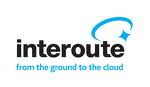 interoute
from the ground to the cloud